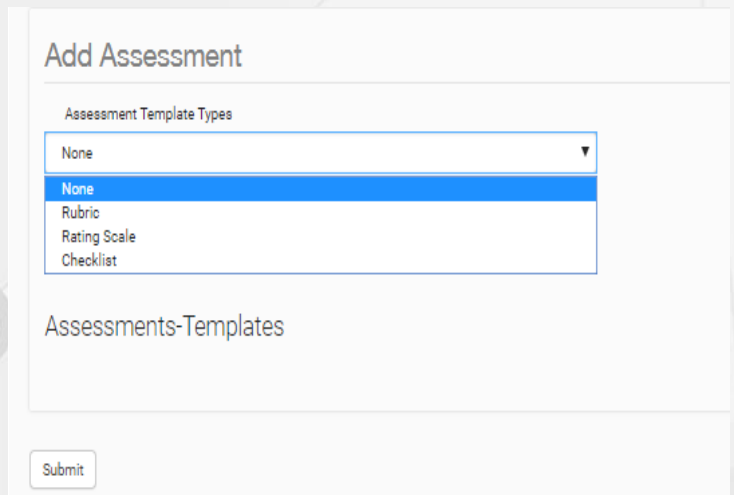 Add Assessment
Assessment Template Types
None
None
Rubric
Rating Scale
Checklist
Assessments-Templates
Submit